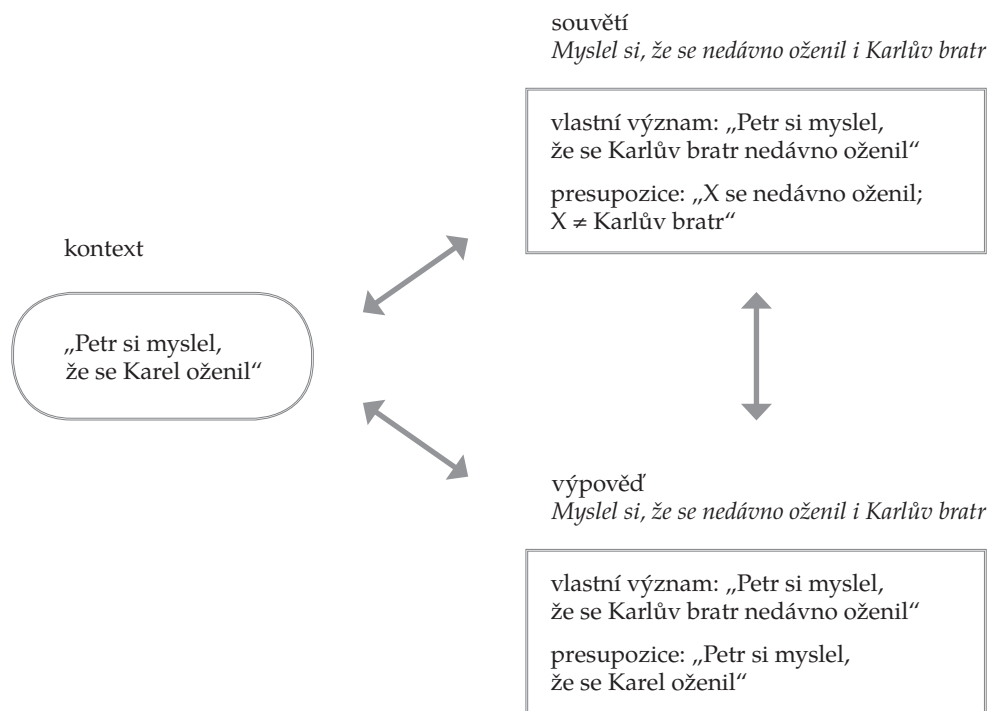 souvětí
Myslel si, že se nedávno oženil i Karlův bratr
vlastní význam: „Petr si myslel,
že se Karlův bratr nedávno oženil“
presupozice: „X se nedávno oženil;
X ≠ Karlův bratr“
kontext
„Petr si myslel,
že se Karel oženil“
výpověď
Myslel si, že se nedávno oženil i Karlův bratr
vlastní význam: „Petr si myslel,
že se Karlův bratr nedávno oženil“
presupozice: „Petr si myslel,
že se Karel oženil“